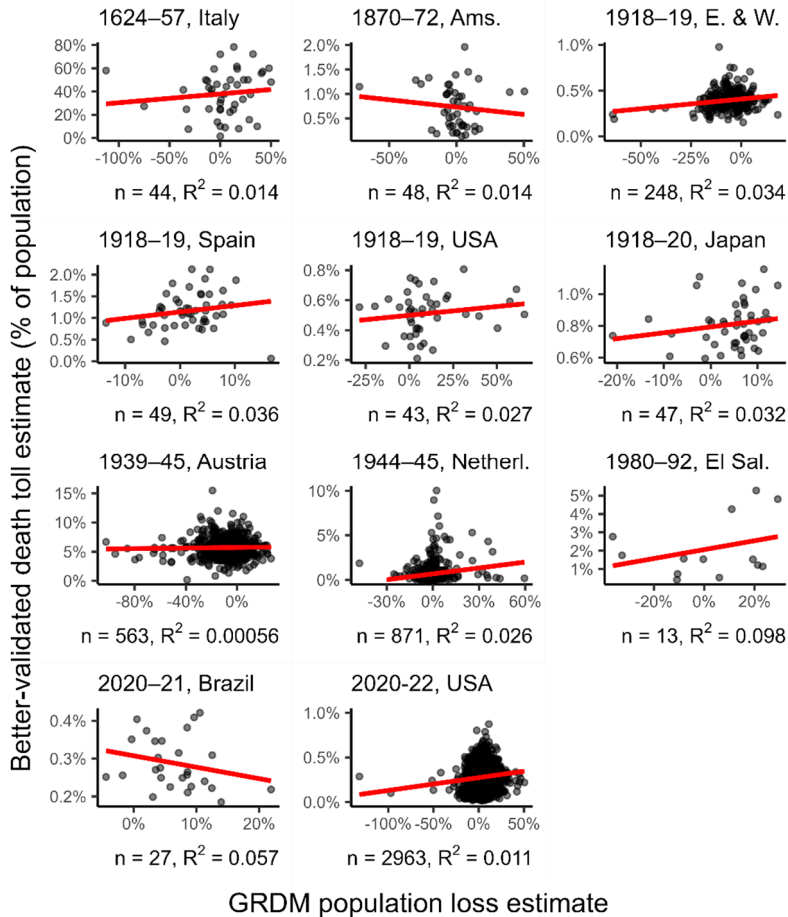 Better-validated death toll estimate (% of population)
1624–57, Italy
80%
60%
40%
20%
0%
-100% -50% 0% 50%
n = 44, R² = 0.014
1870–72, Ams.
2.0%
1.5%
1.0%
0.5%
-50% 0% 50%
n = 48, R² = 0.014
1918–19, E. & W.
1.0%
0.5%
0.0%
-50% -25% 0%
n = 248, R² = 0.034
1918–19, Spain
2.0%
1.5%
1.0%
0.5%
0.0%
-10% 0% 10%
n = 49, R² = 0.036
1918–19, USA
0.8%
0.6%
0.4%
0.2%
-25% 0% 25% 50%
n = 43, R² = 0.027
1918–20, Japan
1.0%
0.8%
0.6%
-20% -10% 0% 10%
n = 47, R² = 0.032
1939–45, Austria
15%
10%
5%
0%
-80% -40% 0%
n = 563, R² = 0.00056
1944–45, Netherl.
10%
5%
0%
-30% 0% 30% 60%
n = 871, R² = 0.026
1980–92, El Sal.
5%
4%
3%
2%
1%
-20% 0% 20%
n = 13, R² = 0.098
2020–21, Brazil
0.4%
0.3%
0.2%
0% 10% 20%
n = 27, R² = 0.057
2020-22, USA
1.0%
0.5%
0.0%
-100% -50% 0% 50%
n = 2963, R² = 0.011
GRDM population loss estimate